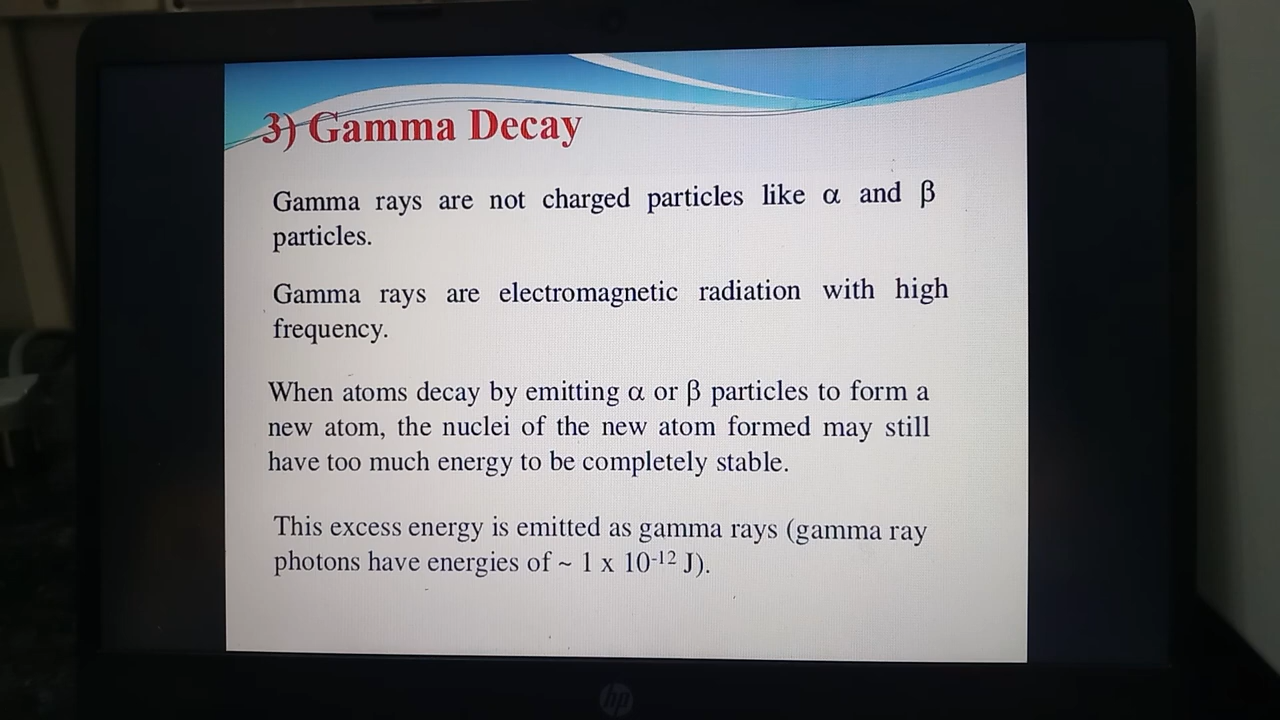 3) Gamma Decay
Gamma rays are not charged particles like α and β
particles.
Gamma rays are electromagnetic radiation with high
frequency.
When atoms decay by emitting α or β particles to form a
new atom, the nuclei of the new atom formed may still
have too much energy to be completely stable.
This excess energy is emitted as gamma rays (gamma ray
photons have energies of ~ 1 x 10⁻¹² J).
hp